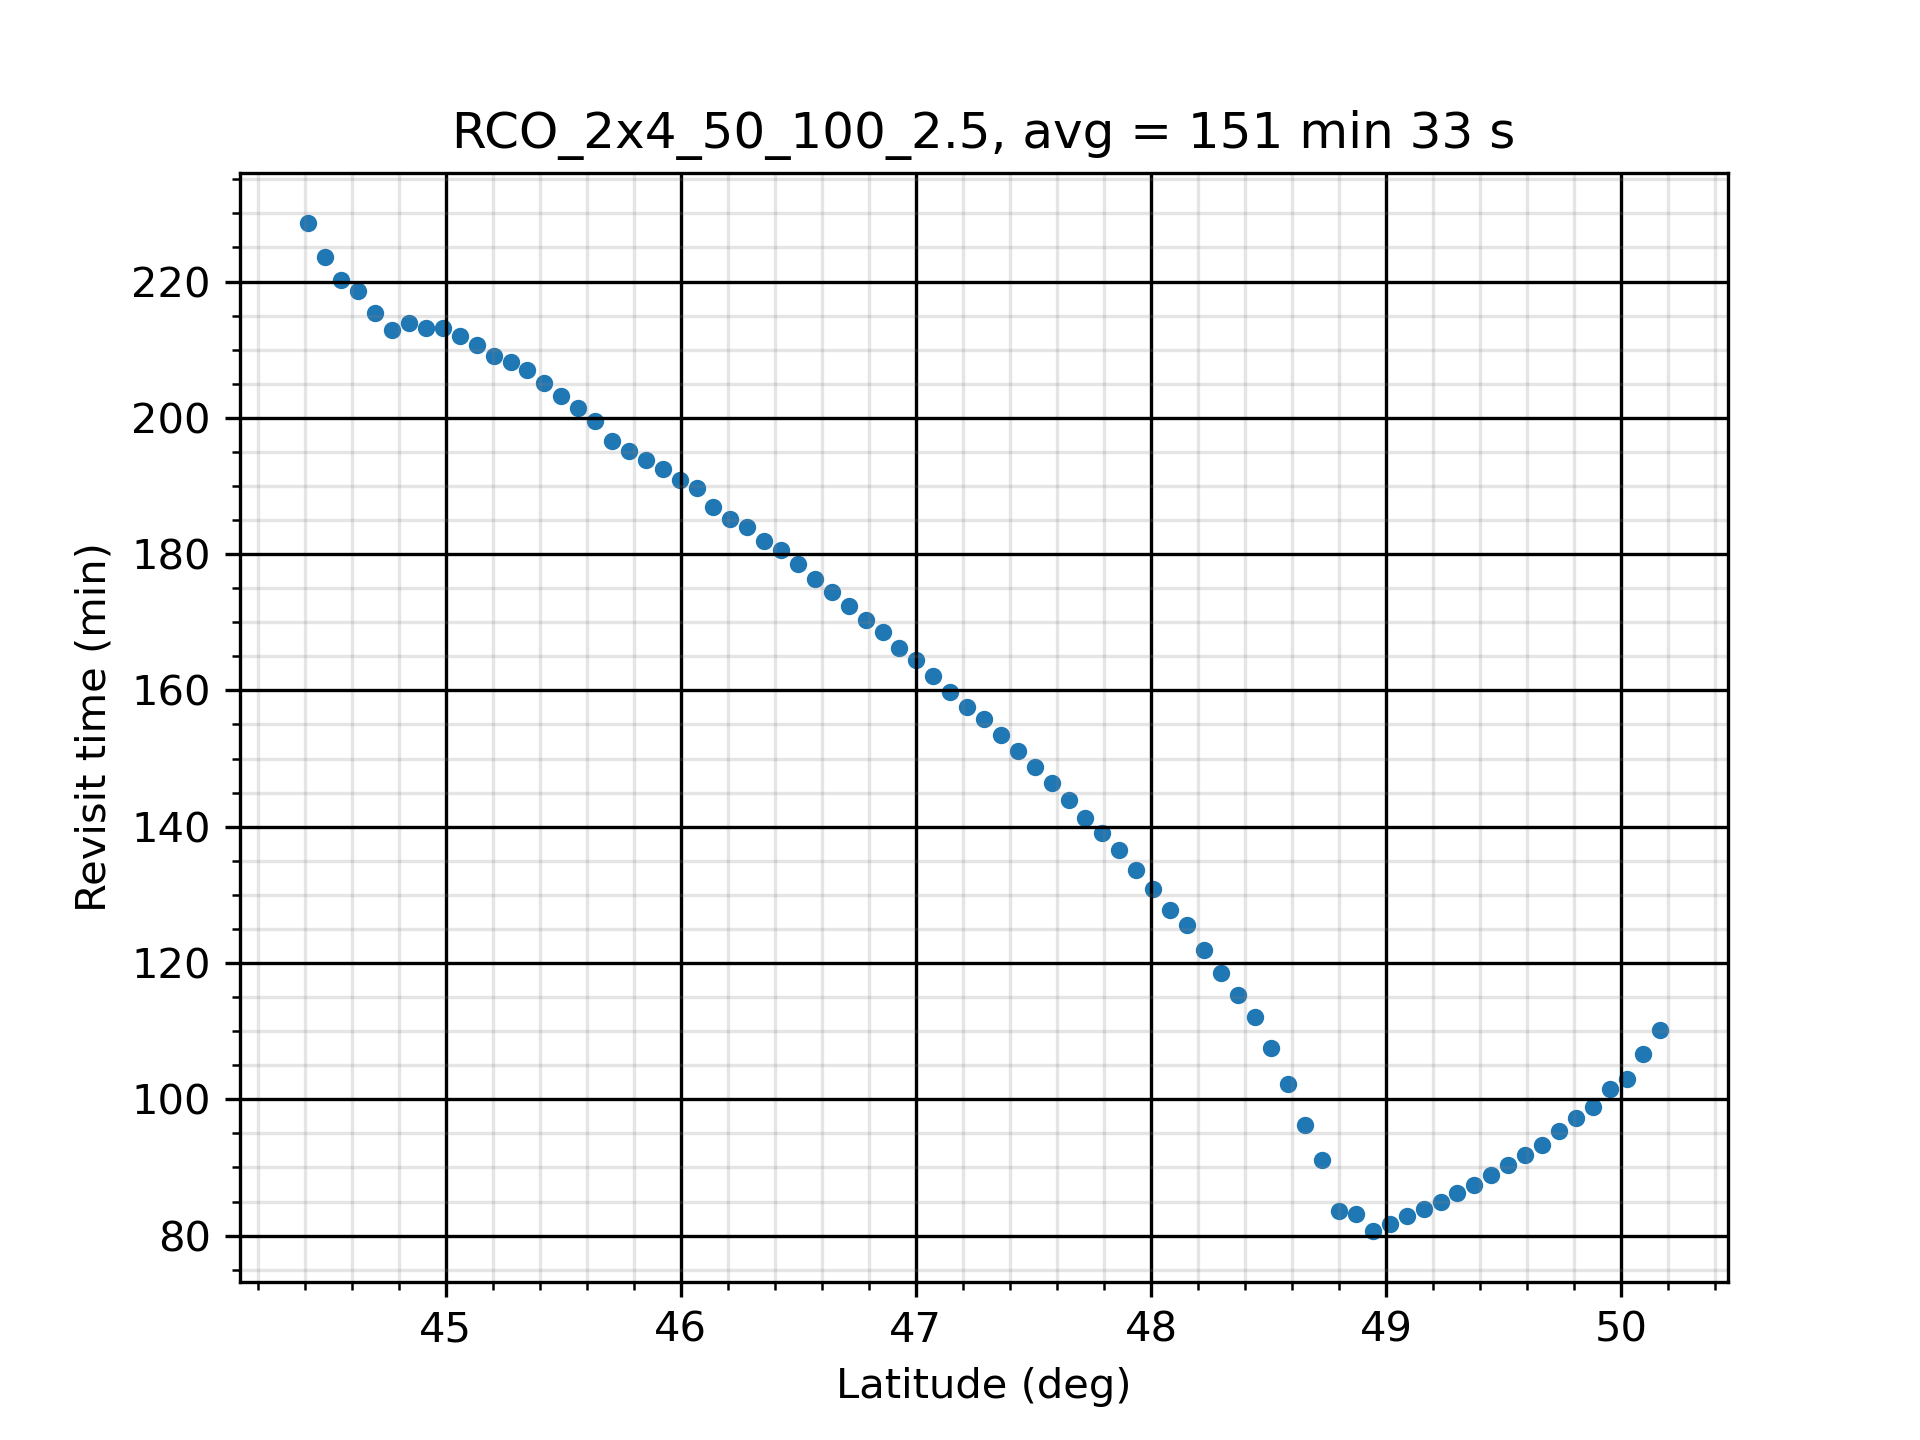 RCO_2x4_50_100_2.5, avg = 151 min 33 s
Revisit time (min)
220
200
180
160
140
120
100
80
45 46 47 48 49 50
Latitude (deg)